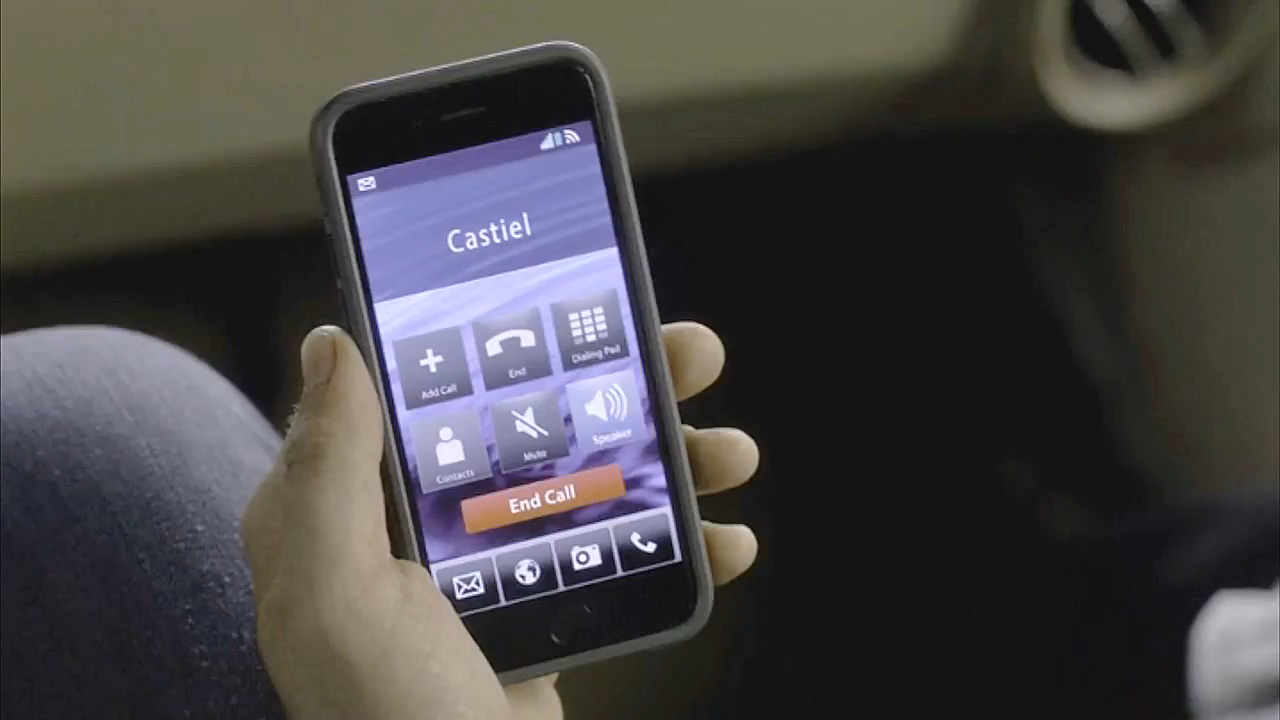 Castiel
Add Call
End
Dialing Pad
Contacts
Mute
Speaker
End Call